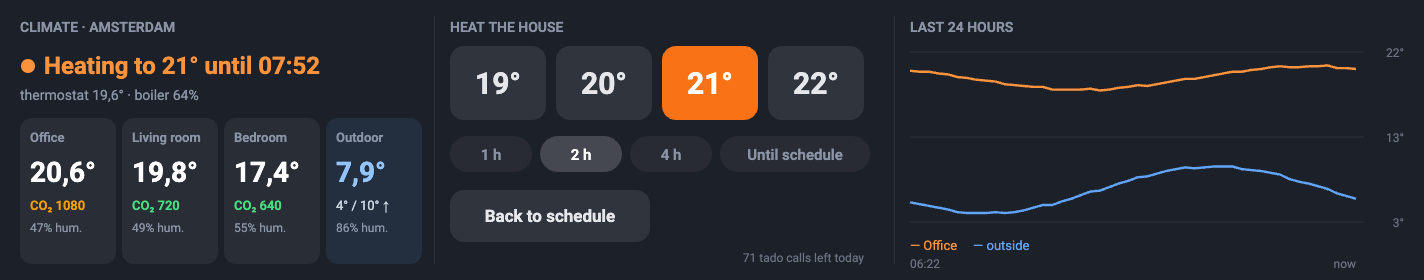 CLIMATE · AMSTERDAM
Heating to 21° until 07:52
thermostat 19,6° · boiler 64%
Office
20,6°
CO₂ 1080
47% hum.
Living room
19,8°
CO₂ 720
49% hum.
Bedroom
17,4°
CO₂ 640
55% hum.
Outdoor
7,9°
4° / 10° ↑
86% hum.
HEAT THE HOUSE
19° 20° 21° 22°
1 h 2 h 4 h Until schedule
Back to schedule
71 tado calls left today
LAST 24 HOURS
22°
13°
3°
— Office — outside
06:22 now